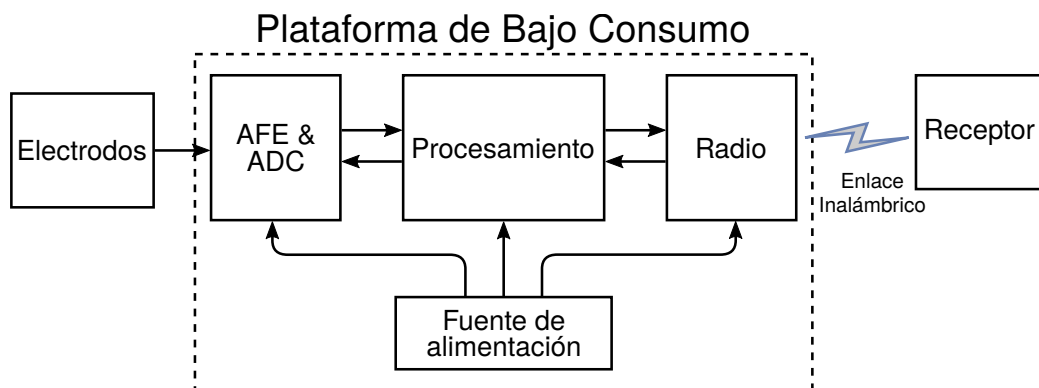 Plataforma de Bajo Consumo
Electrodos
AFE &
ADC
Procesamiento
Radio
Receptor
Enlace
Inalámbrico
Fuente de
alimentación